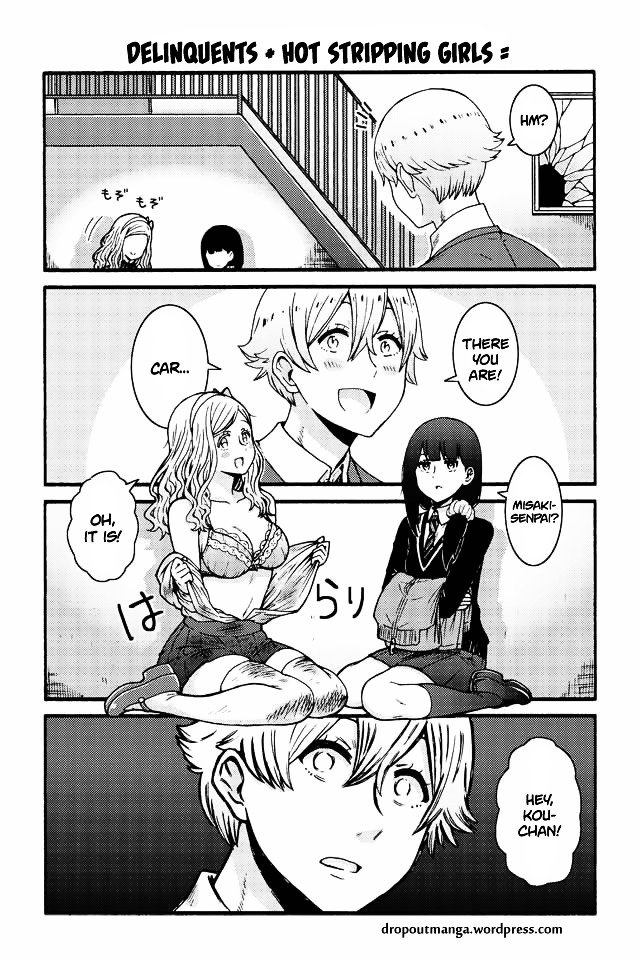 DELINQUENTS + HOT STRIPPING GIRLS =
HM?
もぞ
もぞ
THERE
YOU
ARE!
CAR...
MISAKI-
SENPAI?
OH,
IT IS!
はらり
HEY,
KOU-
CHAN!
dropoutmanga.wordpress.com